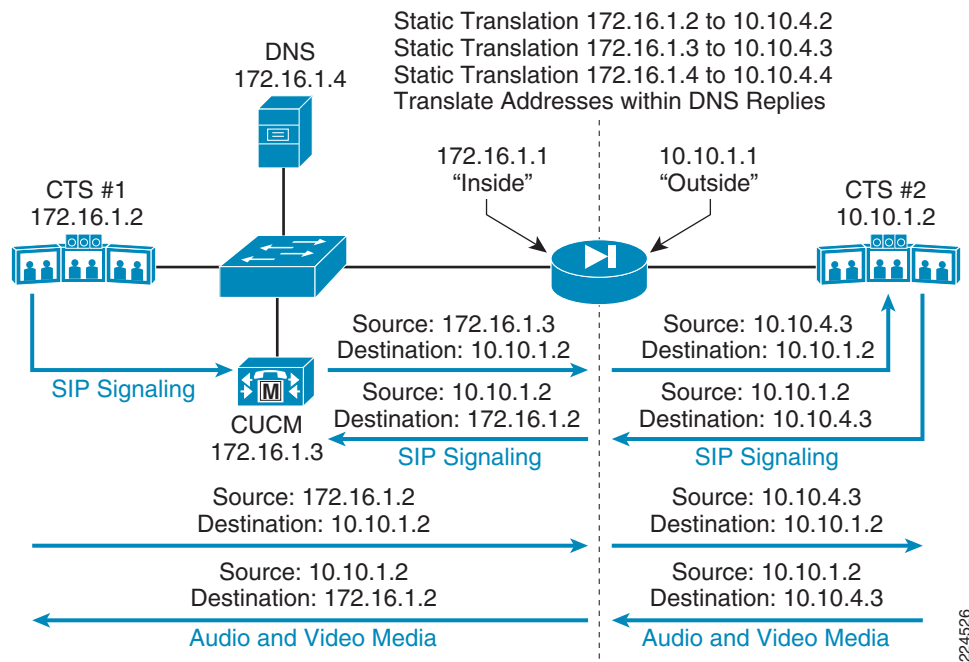 Static Translation 172.16.1.2 to 10.10.4.2
Static Translation 172.16.1.3 to 10.10.4.3
Static Translation 172.16.1.4 to 10.10.4.4
Translate Addresses within DNS Replies
DNS
172.16.1.4
172.16.1.1
“Inside”
10.10.1.1
“Outside”
CTS #1
172.16.1.2
CTS #2
10.10.1.2
SIP Signaling
M
CUCM
172.16.1.3
Source: 172.16.1.3
Destination: 10.10.1.2
Source: 10.10.4.3
Destination: 10.10.1.2
Source: 10.10.1.2
Destination: 172.16.1.2
SIP Signaling
Source: 10.10.1.2
Destination: 10.10.4.3
SIP Signaling
Source: 172.16.1.2
Destination: 10.10.1.2
Source: 10.10.4.3
Destination: 10.10.1.2
Source: 10.10.1.2
Destination: 172.16.1.2
Audio and Video Media
Source: 10.10.1.2
Destination: 10.10.4.3
Audio and Video Media
224526